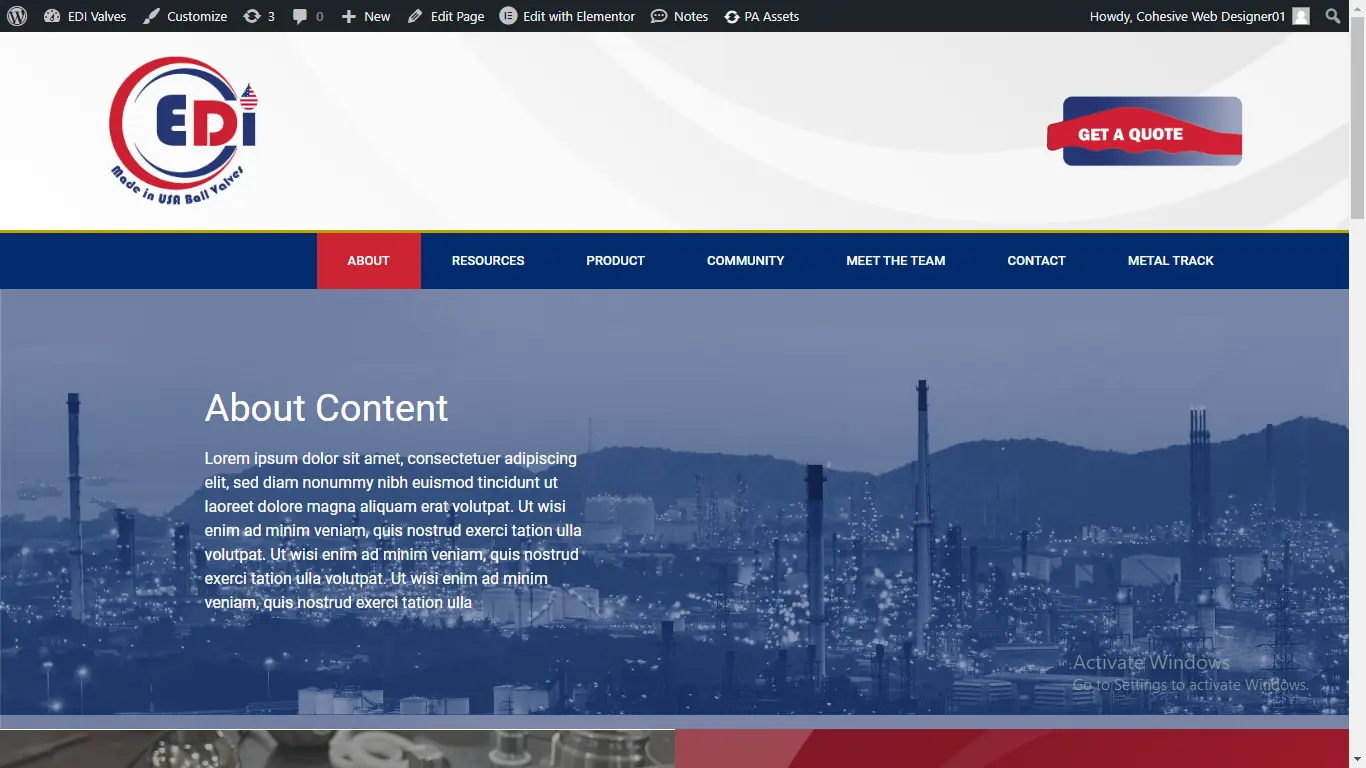 EDI Valves Customize 3 0 New Edit Page Edit with Elementor Notes PA Assets Howdy, Cohesive Web Designer01
EDi
Made in USA Ball Valves
GET A QUOTE
ABOUT RESOURCES PRODUCT COMMUNITY MEET THE TEAM CONTACT METAL TRACK
About Content
Lorem ipsum dolor sit amet, consectetuer adipiscing
elit, sed diam nonummy nibh euismod tincidunt ut
laoreet dolore magna aliquam erat volutpat. Ut wisi
enim ad minim veniam, quis nostrud exerci tation ulla
volutpat. Ut wisi enim ad minim veniam, quis nostrud
exerci tation ulla volutpat. Ut wisi enim ad minim
veniam, quis nostrud exerci tation ulla
Activate Windows
Go to Settings to activate Windows.